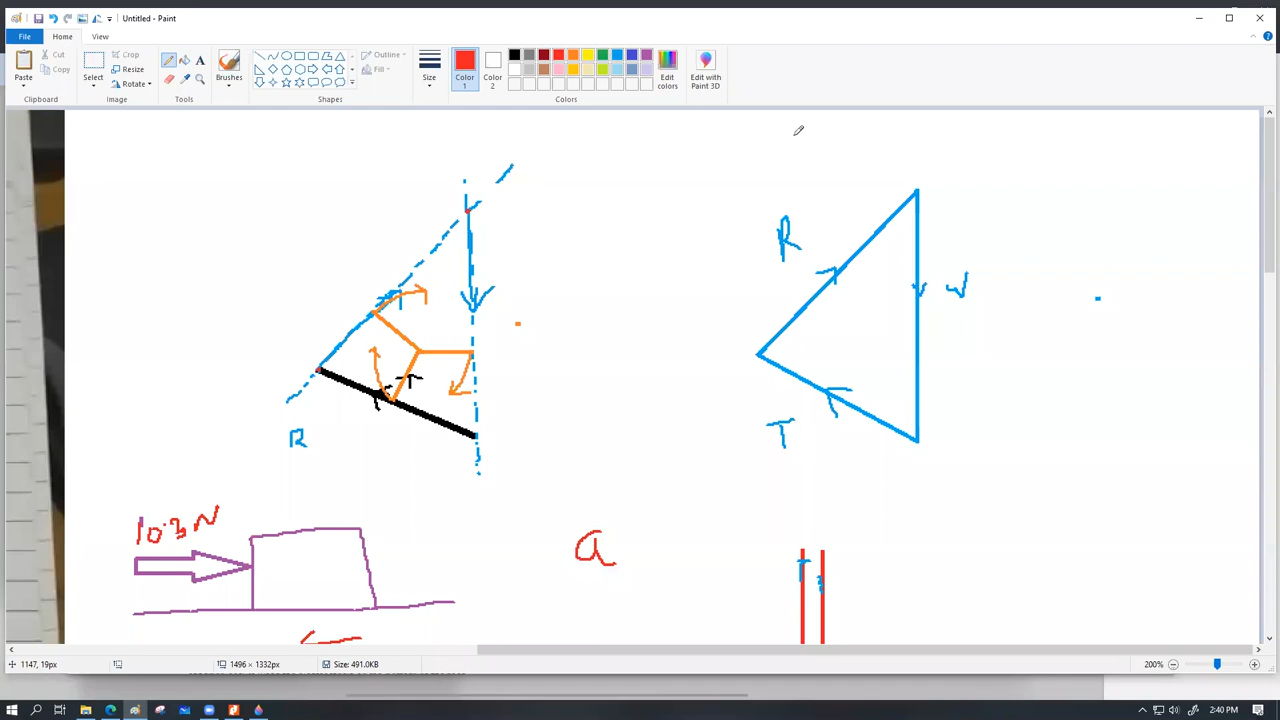 Untitled - Paint
File
Home
View
Paste
Cut
Copy
Clipboard
Select
Crop
Resize
Rotate
Image
A
Tools
Brushes
Outline
Fill
Shapes
Size
Color 1
Color 2
Edit colors
Colors
Edit with Paint 3D
R
W
T
T
R
10.3 N
a
1147, 19px
1496 × 1332px
Size: 491.0KB
200%
2:40 PM